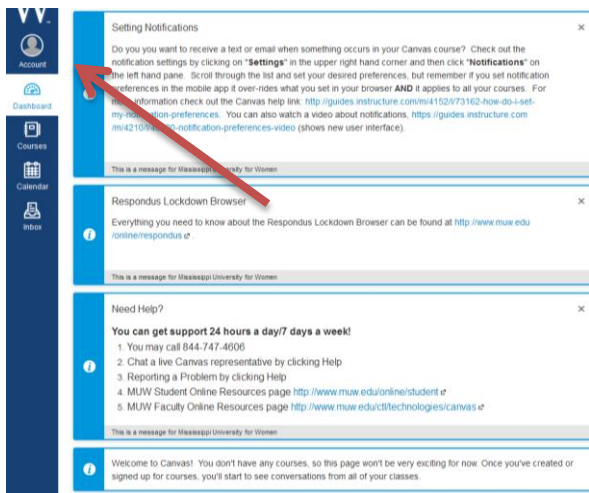 W
Account
Dashboard
Courses
Calendar
Inbox
Setting Notifications
Do you you want to receive a text or email when something occurs in your Canvas course? Check out the
notification settings by clicking on "Settings" in the upper right hand corner and then click "Notifications" on
the left hand pane. Scroll through the list and set your desired preferences, but remember if you set notification
preferences in the mobile app it over-rides what you set in your browser AND it applies to all your courses. For
information check out the Canvas help link: http://guides.instructure.com/m/4152/l/73162-how-do-i-set-
my-notification-preferences. You can also watch a video about notifications, https://guides.instructure.com
-notification-preferences-video (shows new user interface).
This is a message for Mississippi University for Women
Respondus Lockdown Browser
Everything you need to know about the Respondus Lockdown Browser can be found at http://www.muw.edu
/online/respondus .
This is a message for Mississippi University for Women
Need Help?
You can get support 24 hours a day/7 days a week!
1. You may call 844-747-4606
2. Chat a live Canvas representative by clicking Help
3. Reporting a Problem by clicking Help
4. MUW Student Online Resources page http://www.muw.edu/online/student
5. MUW Faculty Online Resources page http://www.muw.edu/ctl/technologies/canvas
This is a message for Mississippi University for Women
Welcome to Canvas! You don't have any courses, so this page won't be very exciting for now. Once you've created or
signed up for courses, you'll start to see conversations from all of your classes.